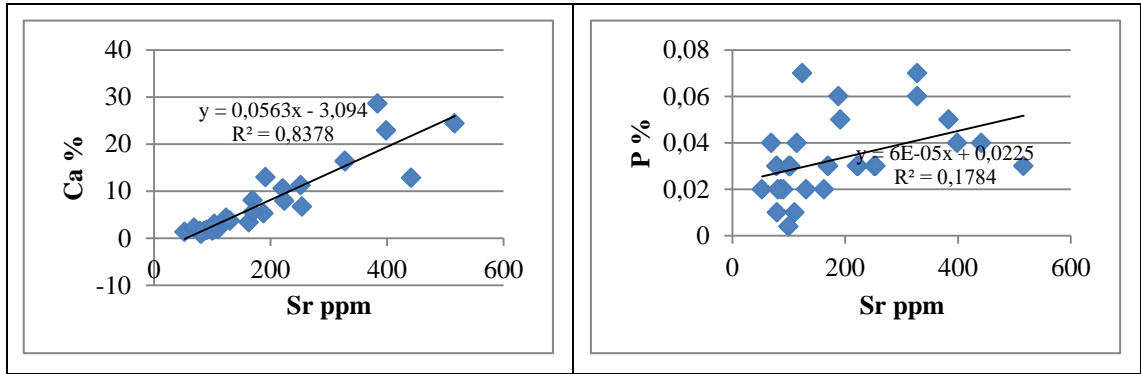 40
30
20
10
0
-10
0
200
400
600
Ca %
Sr ppm
y = 0,0563x - 3,094
R² = 0,8378
0,08
0,06
0,04
0,02
0
0
200
400
600
P %
Sr ppm
y = 6E-05x + 0,0225
R² = 0,1784